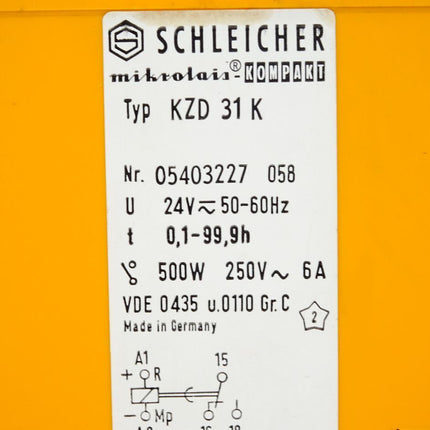 S SCHLEICHER
mikrolais-® KOMPAKT
Typ KZD 31 K
Nr. 05403227 058
U 24V ⎓ 50-60Hz
t 0,1-99,9h
500W 250V~ 6A
VDE 0435 u.0110 Gr.C 2
Made in Germany
A1 15
+ R
- Mp